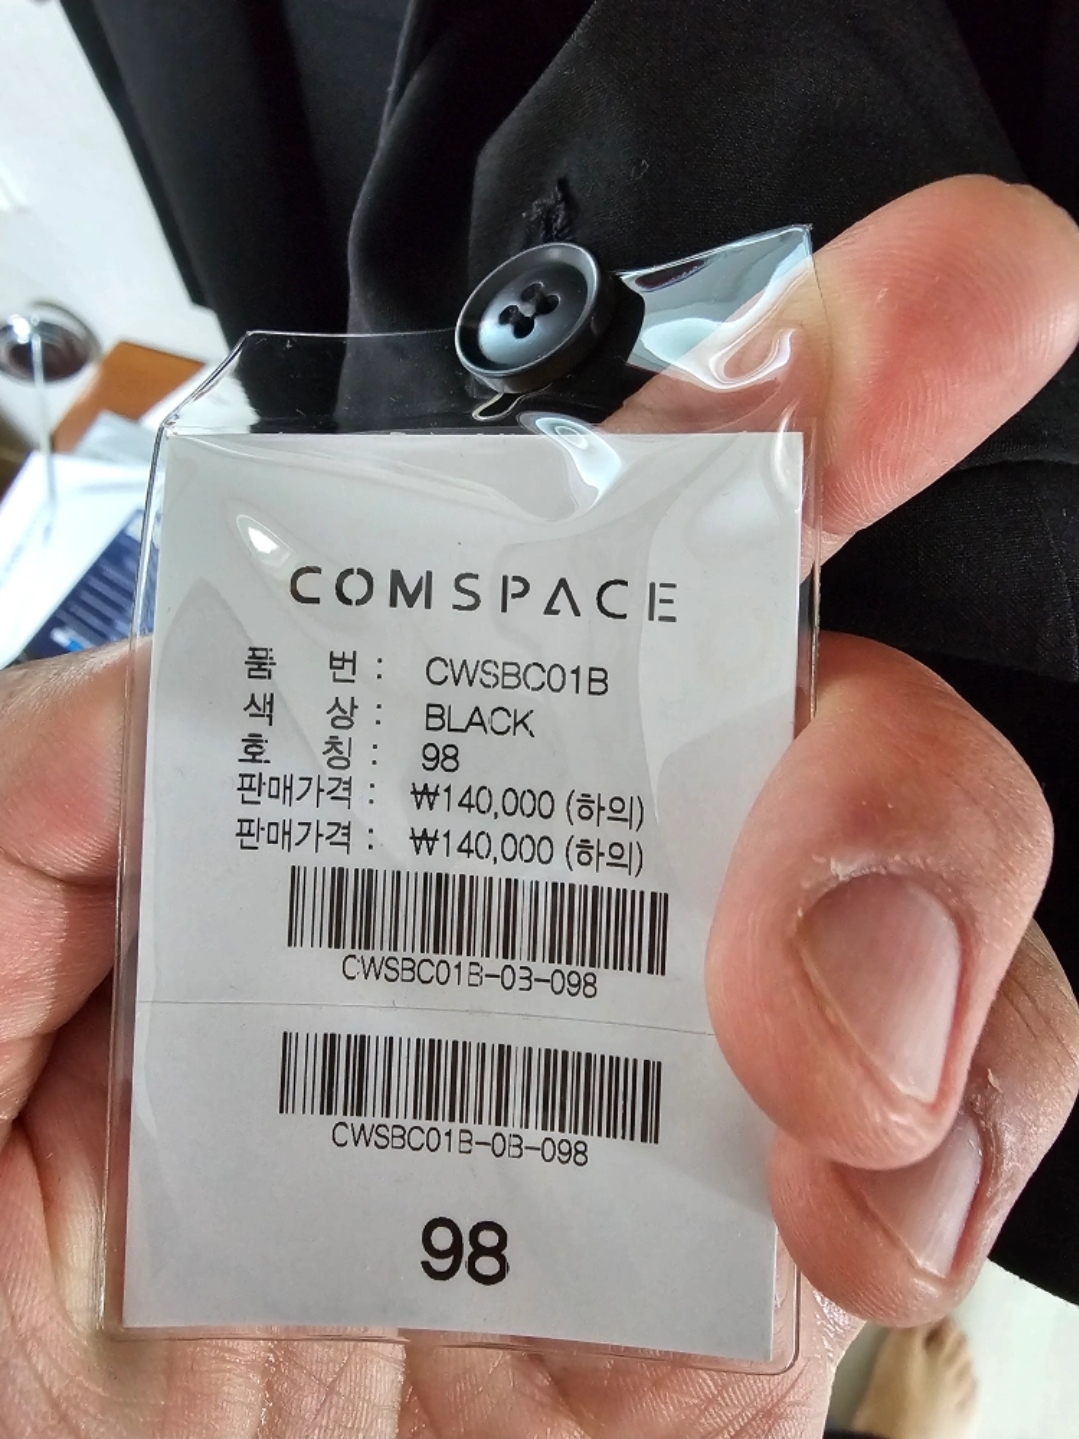 COMSPACE
품 번 : CWSBC01B
색 상 : BLACK
호 칭 : 98
판매가격 : ₩140,000 (하의)
판매가격 : ₩140,000 (하의)
CWSBC01B-0B-098
CWSBC01B-0B-098
98